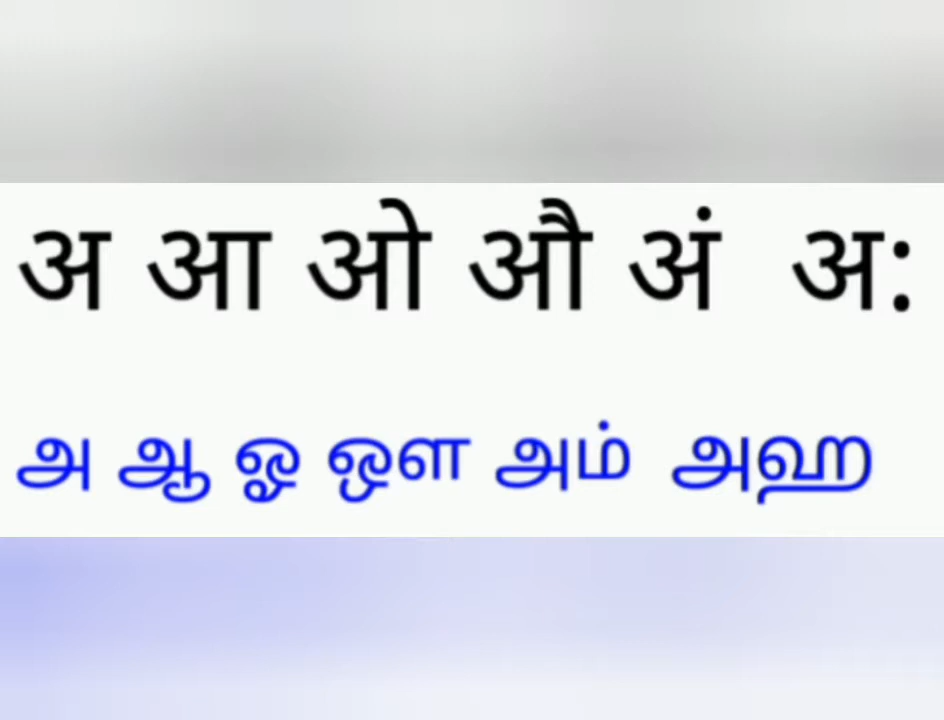 अ आ ओ औ अं अ:
அ ஆ ஓ ஔ அம் அஹ